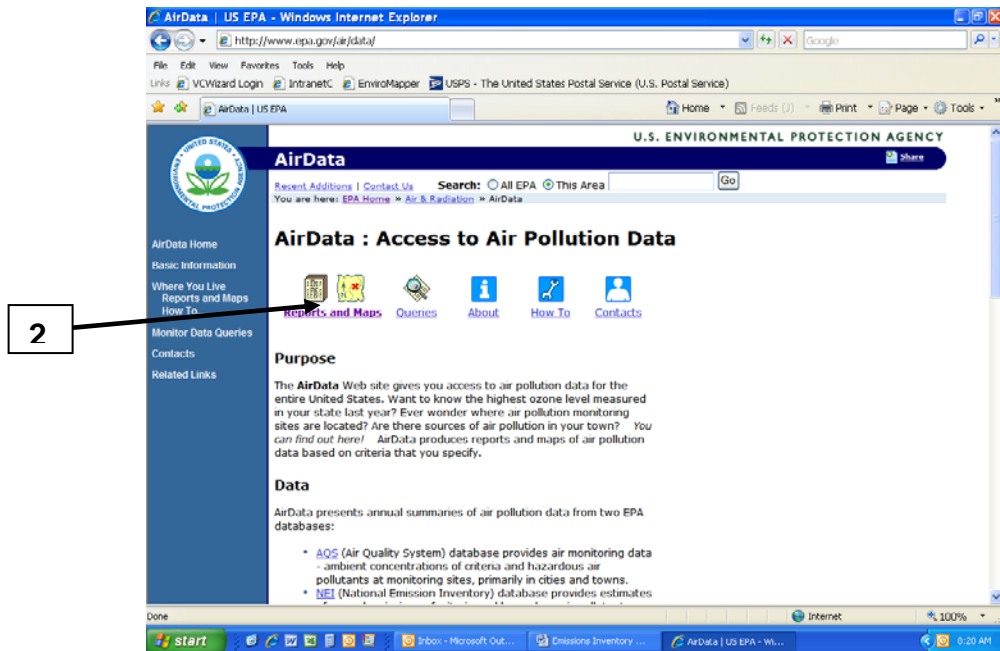 AirData | US EPA - Windows Internet Explorer
http://www.epa.gov/air/data/
Google
File Edit View Favorites Tools Help
Links VCWizard Login IntranetC EnviroMapper USPS - The United States Postal Service (U.S. Postal Service)
AirData | US EPA
Home Feeds (J) Print Page Tools
U.S. ENVIRONMENTAL PROTECTION AGENCY
AirData
Share
Recent Additions | Contact Us Search: All EPA This Area Go
You are here: EPA Home » Air & Radiation » AirData
UNITED STATES ENVIRONMENTAL PROTECTION AGENCY
AirData Home
Basic Information
Where You Live
Reports and Maps
How To
Monitor Data Queries
Contacts
Related Links
2
AirData : Access to Air Pollution Data
Reports and Maps Queries About How To Contacts
Purpose
The AirData Web site gives you access to air pollution data for the
entire United States. Want to know the highest ozone level measured
in your state last year? Ever wonder where air pollution monitoring
sites are located? Are there sources of air pollution in your town? You
can find out here! AirData produces reports and maps of air pollution
data based on criteria that you specify.
Data
AirData presents annual summaries of air pollution data from two EPA
databases:
• AQS (Air Quality System) database provides air monitoring data
- ambient concentrations of criteria and hazardous air
pollutants at monitoring sites, primarily in cities and towns.
• NEI (National Emission Inventory) database provides estimates
Done Internet 100%
start Inbox - Microsoft Out... Emissions Inventory ... AirData | US EPA - Wi... 8:20 AM